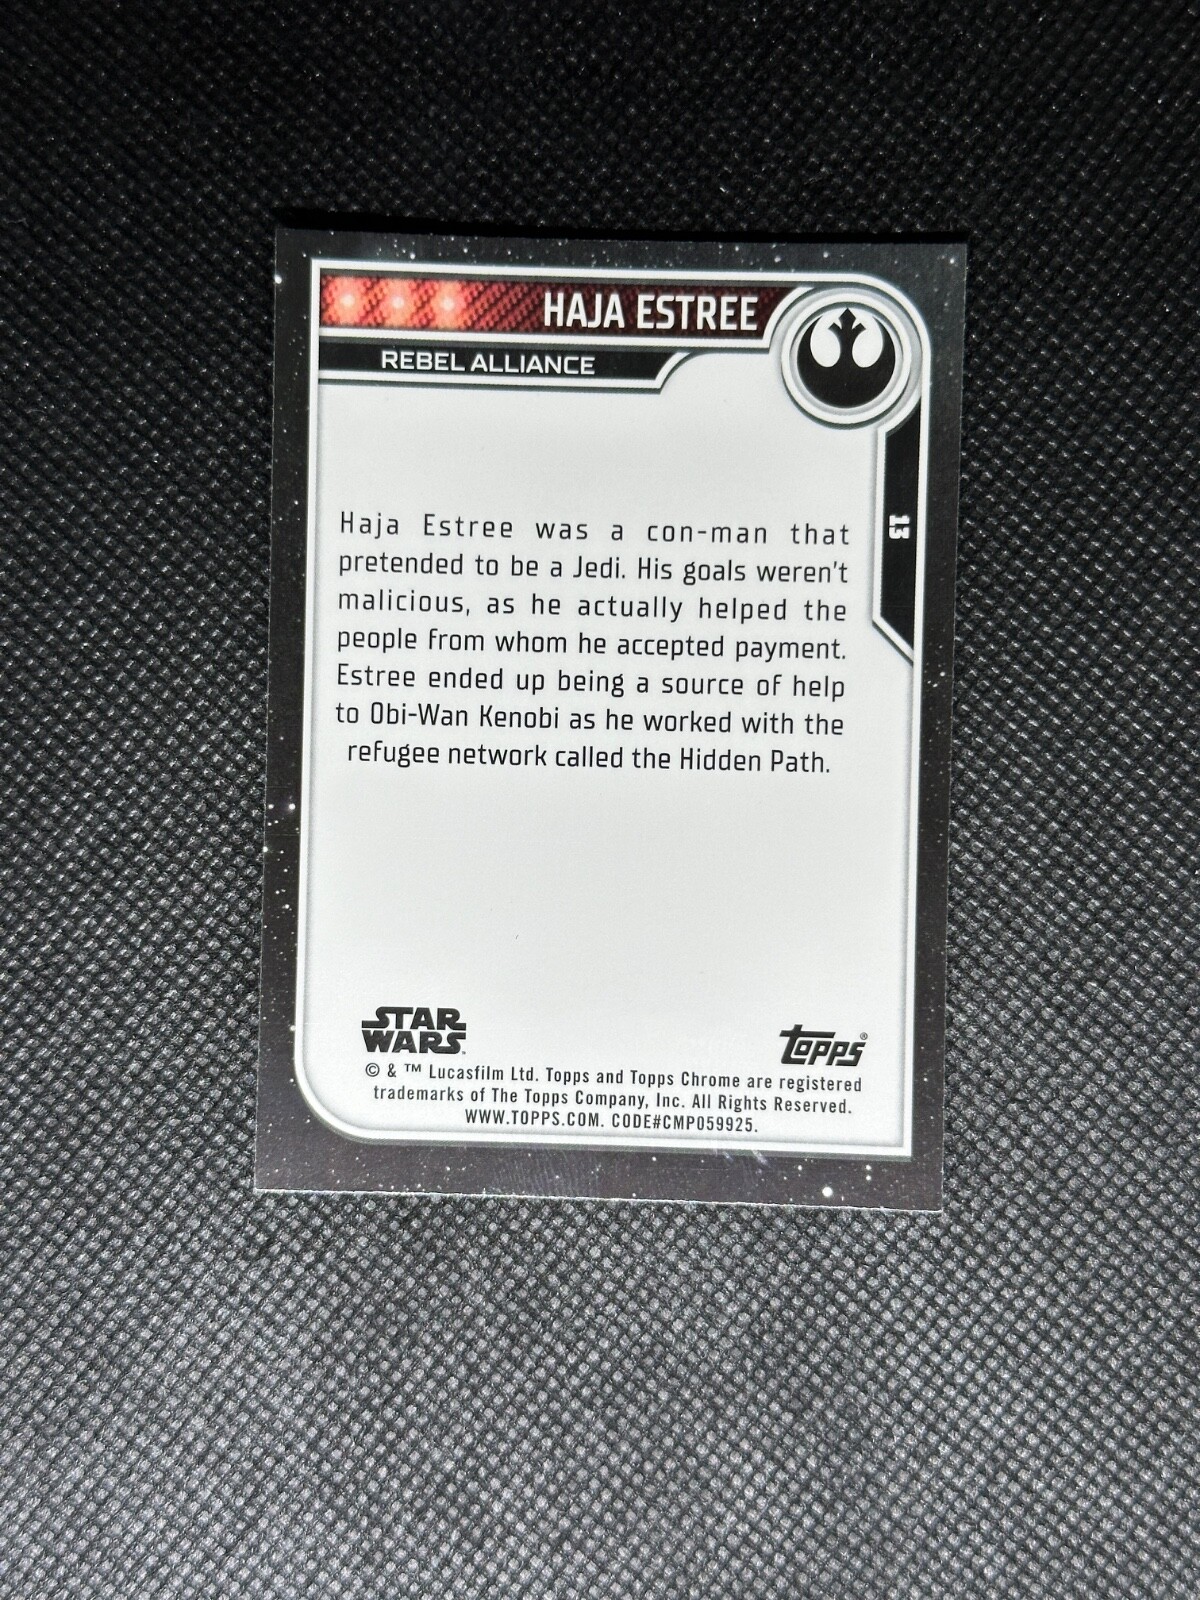 HAJA ESTREE
REBEL ALLIANCE
13
Haja Estree was a con-man that
pretended to be a Jedi. His goals weren't
malicious, as he actually helped the
people from whom he accepted payment.
Estree ended up being a source of help
to Obi-Wan Kenobi as he worked with the
refugee network called the Hidden Path.
STAR
WARS
topps®
© & ™ Lucasfilm Ltd. Topps and Topps Chrome are registered
trademarks of The Topps Company, Inc. All Rights Reserved.
WWW.TOPPS.COM. CODE#CMP059925.